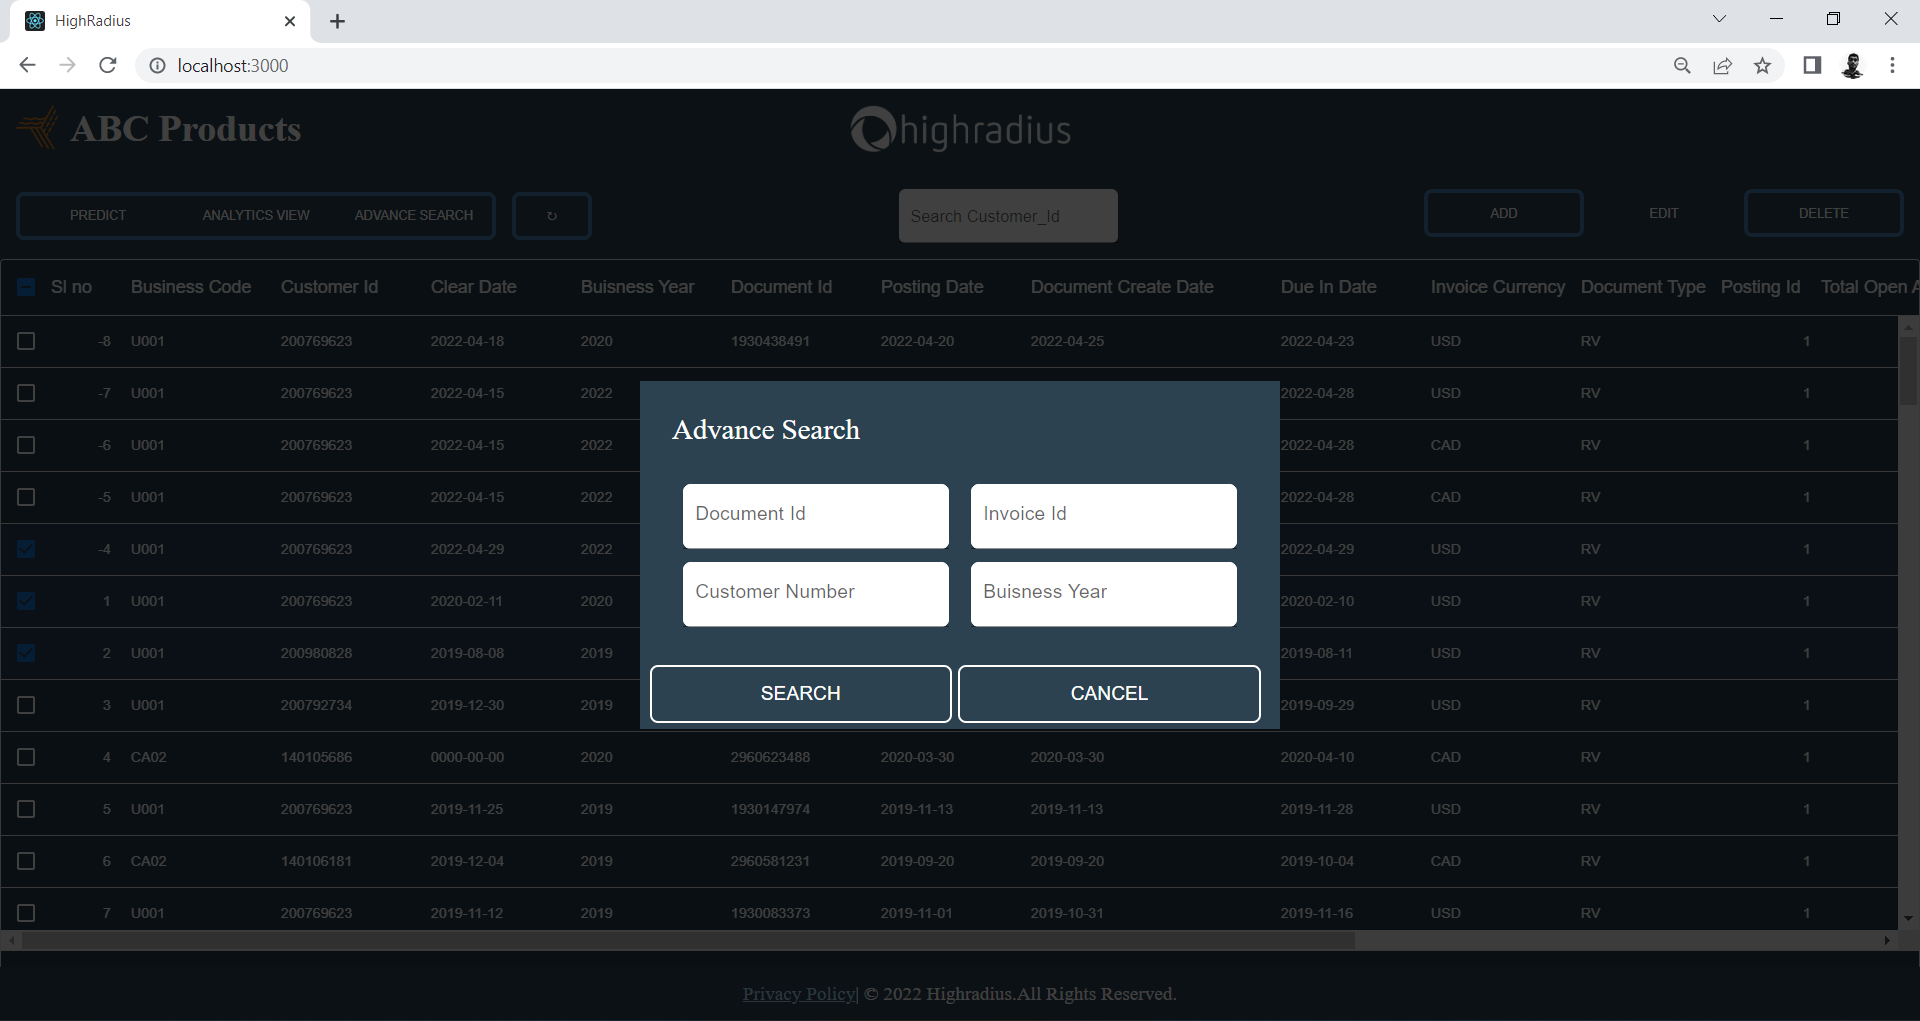 HighRadius
localhost:3000
ABC Products
highradius
PREDICT ANALYTICS VIEW ADVANCE SEARCH ↻
Search Customer_Id
ADD EDIT DELETE
Sl no Business Code Customer Id Clear Date Buisness Year Document Id Posting Date Document Create Date Due In Date Invoice Currency Document Type Posting Id Total Open A
-8 U001 200769623 2022-04-18 2020 1930438491 2022-04-20 2022-04-25 2022-04-23 USD RV 1
-7 U001 200769623 2022-04-15 2022 2022-04-28 USD RV 1
-6 U001 200769623 2022-04-15 2022 2022-04-28 CAD RV 1
-5 U001 200769623 2022-04-15 2022 2022-04-28 CAD RV 1
-4 U001 200769623 2022-04-29 2022 2022-04-29 USD RV 1
1 U001 200769623 2020-02-11 2020 2020-02-10 USD RV 1
2 U001 200980828 2019-08-08 2019 2019-08-11 USD RV 1
3 U001 200792734 2019-12-30 2019 2019-09-29 USD RV 1
4 CA02 140105686 0000-00-00 2020 2960623488 2020-03-30 2020-03-30 2020-04-10 CAD RV 1
5 U001 200769623 2019-11-25 2019 1930147974 2019-11-13 2019-11-13 2019-11-28 USD RV 1
6 CA02 140106181 2019-12-04 2019 2960581231 2019-09-20 2019-09-20 2019-10-04 CAD RV 1
7 U001 200769623 2019-11-12 2019 1930083373 2019-11-01 2019-10-31 2019-11-16 USD RV 1
Advance Search
Document Id Invoice Id
Customer Number Buisness Year
SEARCH CANCEL
Privacy Policy| © 2022 Highradius.All Rights Reserved.